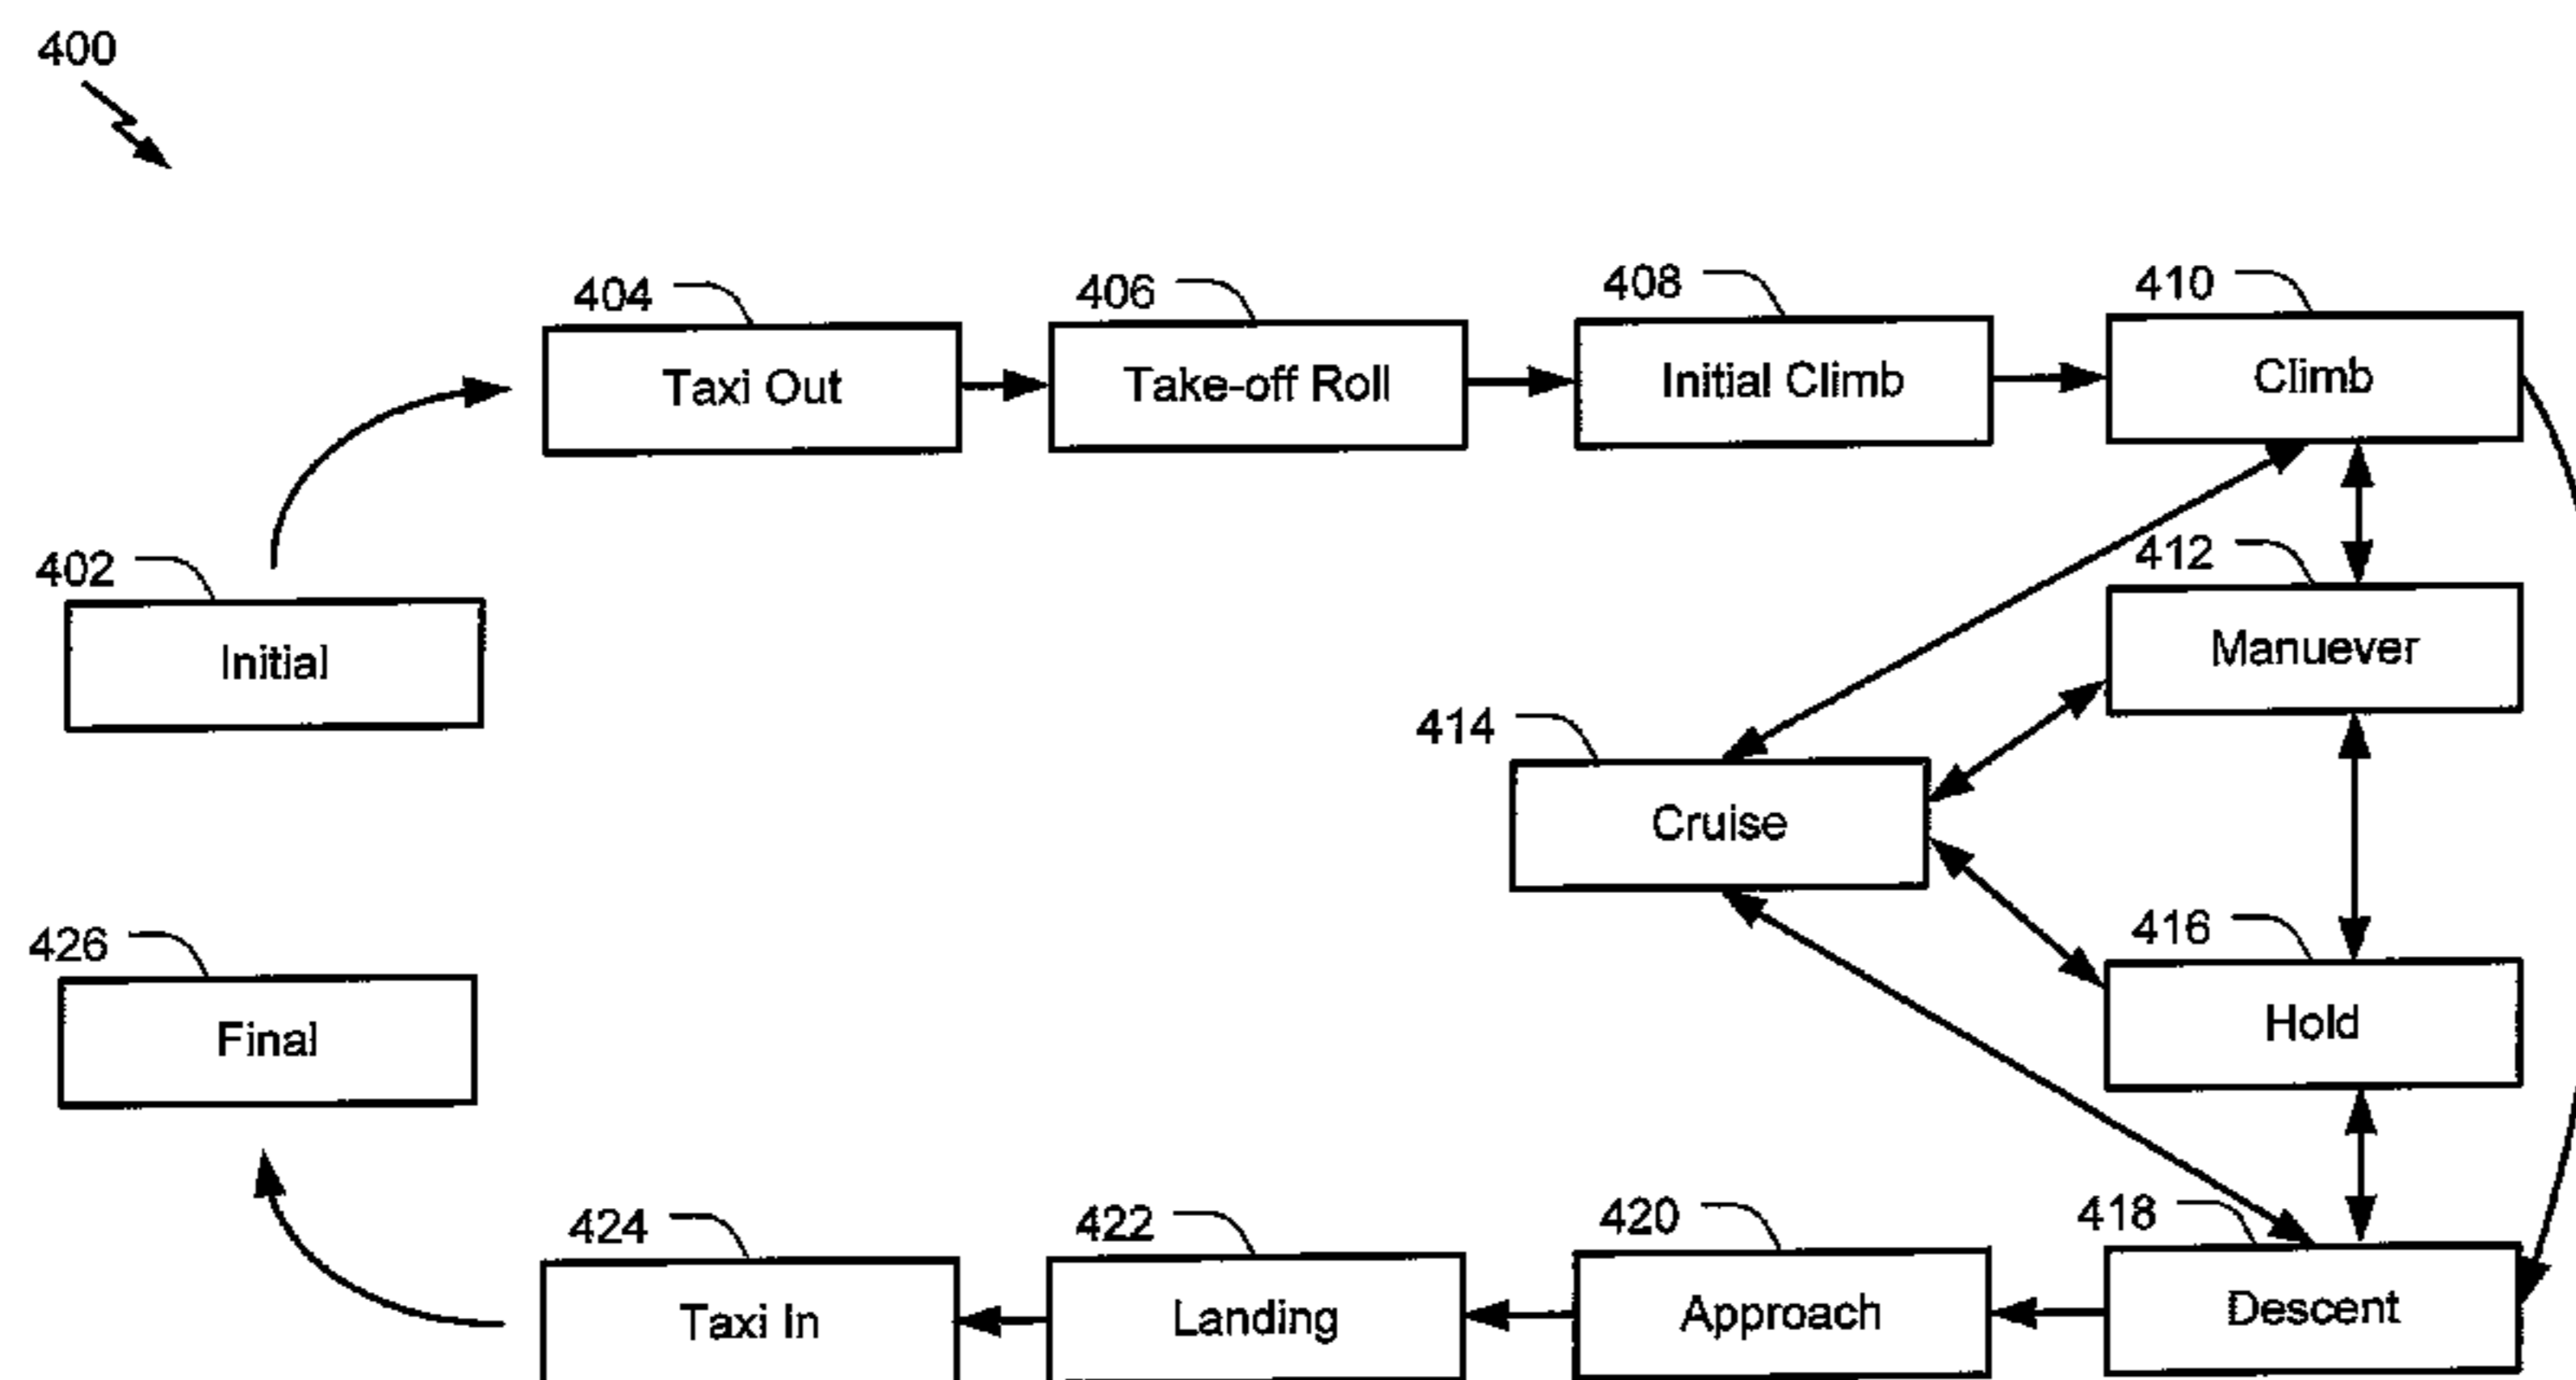 400
404
406
408
410
Taxi Out
Take-off Roll
Initial Climb
Climb
402
412
Initial
Manuever
414
Cruise
426
416
Final
Hold
424
422
420
418
Taxi In
Landing
Approach
Descent